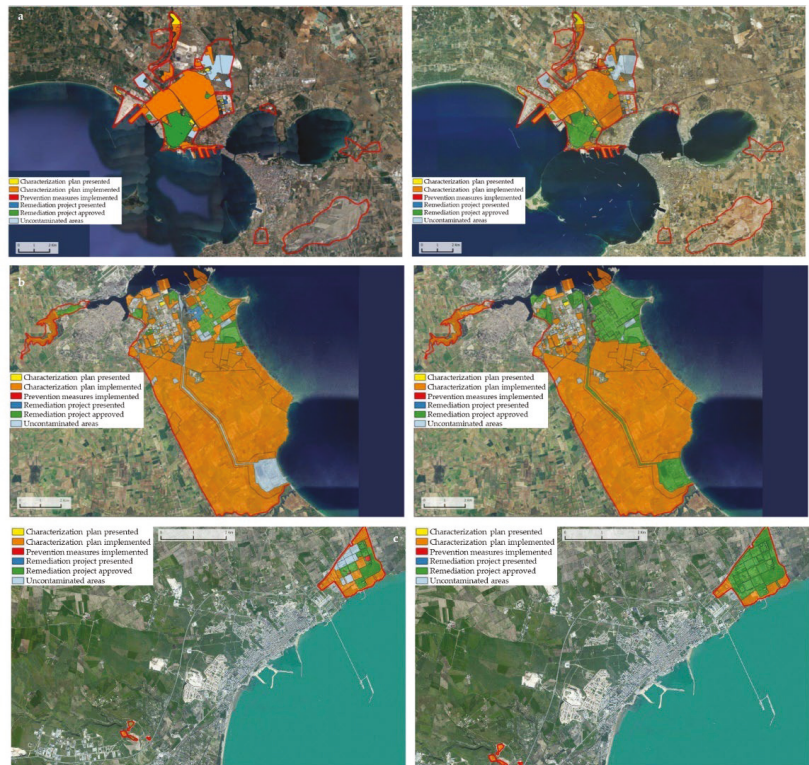 a
Characterization plan presented
Characterization plan implemented
Prevention measures implemented
Remediation project presented
Remediation project approved
Uncontaminated areas
Characterization plan presented
Characterization plan implemented
Prevention measures implemented
Remediation project presented
Remediation project approved
Uncontaminated areas
b
Characterization plan presented
Characterization plan implemented
Prevention measures implemented
Remediation project presented
Remediation project approved
Uncontaminated areas
Characterization plan presented
Characterization plan implemented
Prevention measures implemented
Remediation project presented
Remediation project approved
Uncontaminated areas
c
Characterization plan presented
Characterization plan implemented
Prevention measures implemented
Remediation project presented
Remediation project approved
Uncontaminated areas
Characterization plan presented
Characterization plan implemented
Prevention measures implemented
Remediation project presented
Remediation project approved
Uncontaminated areas